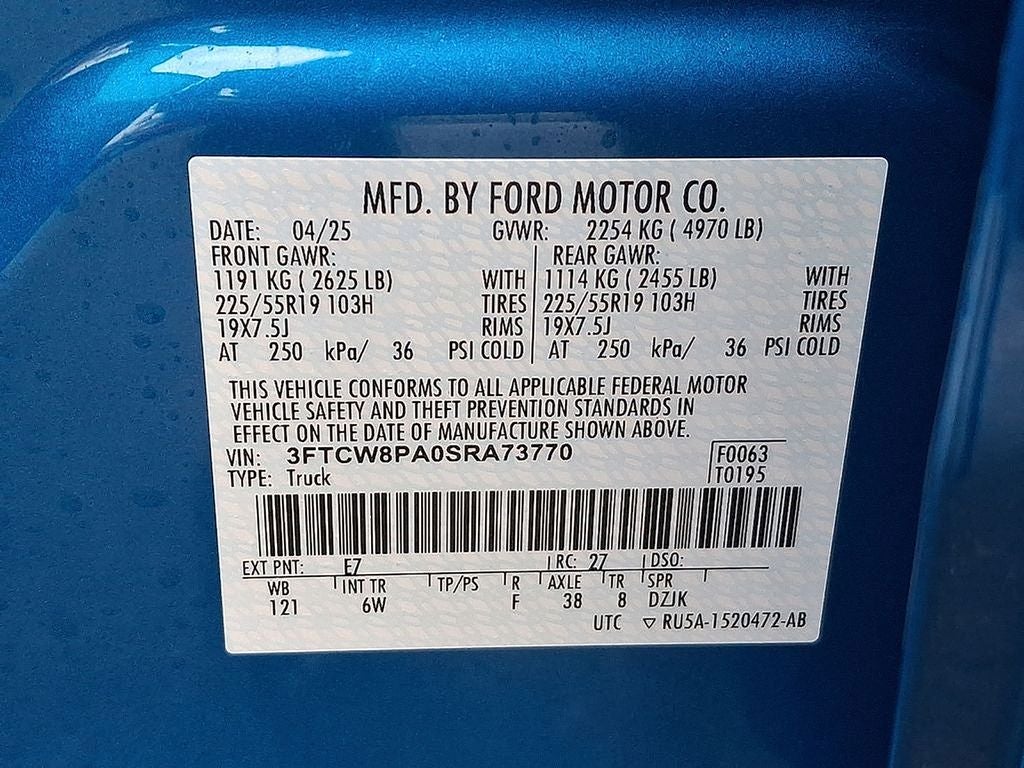 MFD. BY FORD MOTOR CO.
DATE: 04/25 GVWR: 2254 KG ( 4970 LB)
FRONT GAWR: REAR GAWR:
1191 KG ( 2625 LB) WITH 1114 KG ( 2455 LB) WITH
225/55R19 103H TIRES 225/55R19 103H TIRES
19X7.5J RIMS 19X7.5J RIMS
AT 250 kPa/ 36 PSI COLD AT 250 kPa/ 36 PSI COLD
THIS VEHICLE CONFORMS TO ALL APPLICABLE FEDERAL MOTOR
VEHICLE SAFETY AND THEFT PREVENTION STANDARDS IN
EFFECT ON THE DATE OF MANUFACTURE SHOWN ABOVE.
VIN: 3FTCW8PA0SRA73770 F0063
TYPE: Truck T0195
EXT PNT: E7 RC: 27 DSO:
WB INT TR TP/PS R AXLE TR SPR
121 6W F 38 8 DZJK
UTC ▽ RU5A-1520472-AB